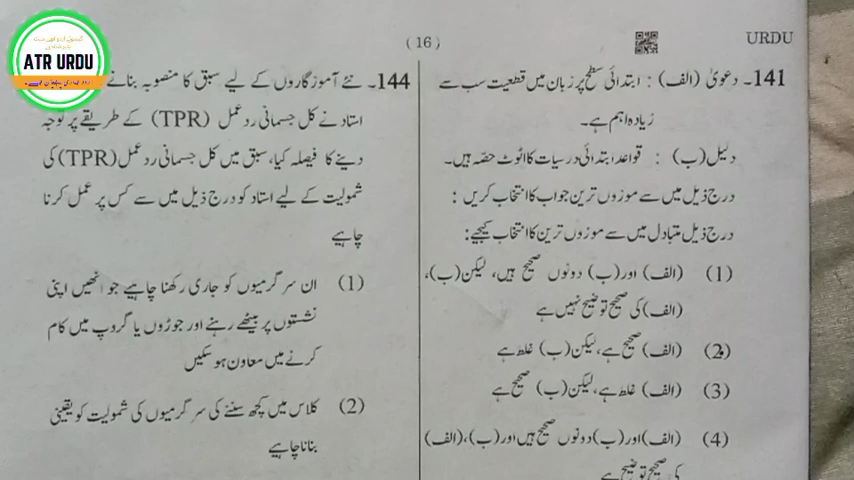 ATR URDU
( 16 )
URDU
141۔ دعویٰ (الف) : ابتدائی سطح پر زبان میں قطعیت سب سے
زیادہ اہم ہے۔
دلیل (ب) : قواعد ابتدائی درسیات کا اٹوٹ حصّہ ہیں۔
درج ذیل میں سے موزوں ترین جواب کا انتخاب کریں :
درج ذیل متبادل میں سے موزوں ترین کا انتخاب کیجیے :
(1) (الف) اور (ب) دونوں صحیح ہیں، لیکن (ب)،
(الف) کی صحیح توضیح نہیں ہے
(2) (الف) صحیح ہے، لیکن (ب) غلط ہے
(3) (الف) غلط ہے، لیکن (ب) صحیح ہے
(4) (الف) اور (ب) دونوں صحیح ہیں اور (ب)، (الف)
کی صحیح توضیح ہے
144۔ نئے آموزگاروں کے لیے سبق کا منصوبہ بنانے
استاد نے کل جسمانی ردعمل (TPR) کے طریقے پر توجہ
دینے کا فیصلہ کیا، سبق میں کل جسمانی ردعمل (TPR) کی
شمولیت کے لیے استاد کو درج ذیل میں سے کس پر عمل کرنا
چاہیے
(1) ان سرگرمیوں کو جاری رکھنا چاہیے جو انھیں اپنی
نشستوں پر بیٹھے رہنے اور جوڑوں یا گروپ میں کام
کرنے میں معاون ہو سکیں
(2) کلاس میں کچھ سننے کی سرگرمیوں کی شمولیت کو یقینی
بنانا چاہیے